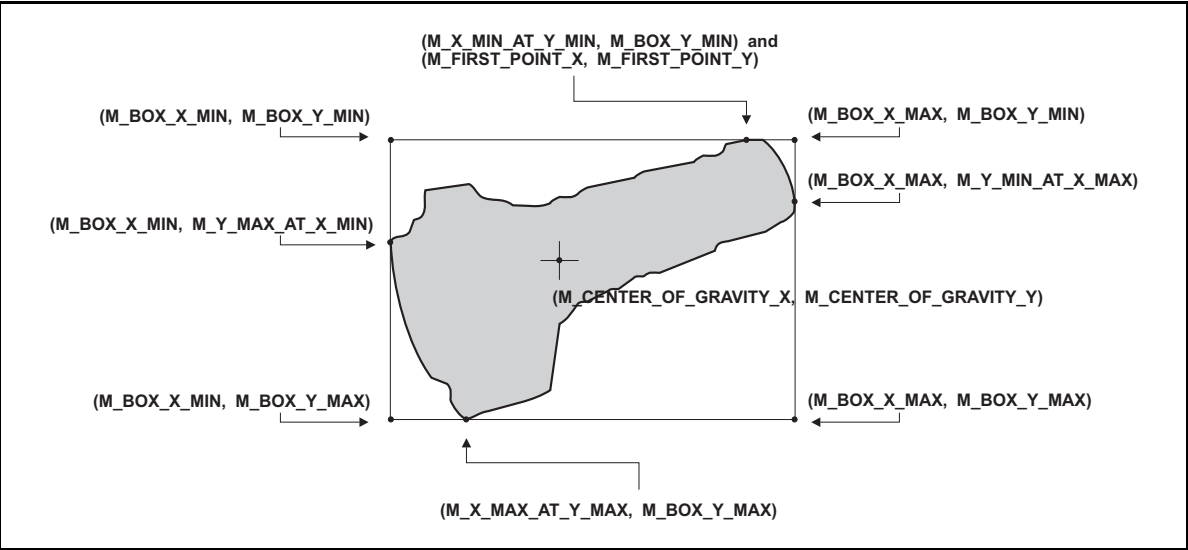 (M_X_MIN_AT_Y_MIN, M_BOX_Y_MIN) and
(M_FIRST_POINT_X, M_FIRST_POINT_Y)
(M_BOX_X_MIN, M_BOX_Y_MIN)
(M_BOX_X_MAX, M_BOX_Y_MIN)
(M_BOX_X_MAX, M_Y_MIN_AT_X_MAX)
(M_BOX_X_MIN, M_Y_MAX_AT_X_MIN)
(M_CENTER_OF_GRAVITY_X, M_CENTER_OF_GRAVITY_Y)
(M_BOX_X_MIN, M_BOX_Y_MAX)
(M_BOX_X_MAX, M_BOX_Y_MAX)
(M_X_MAX_AT_Y_MAX, M_BOX_Y_MAX)